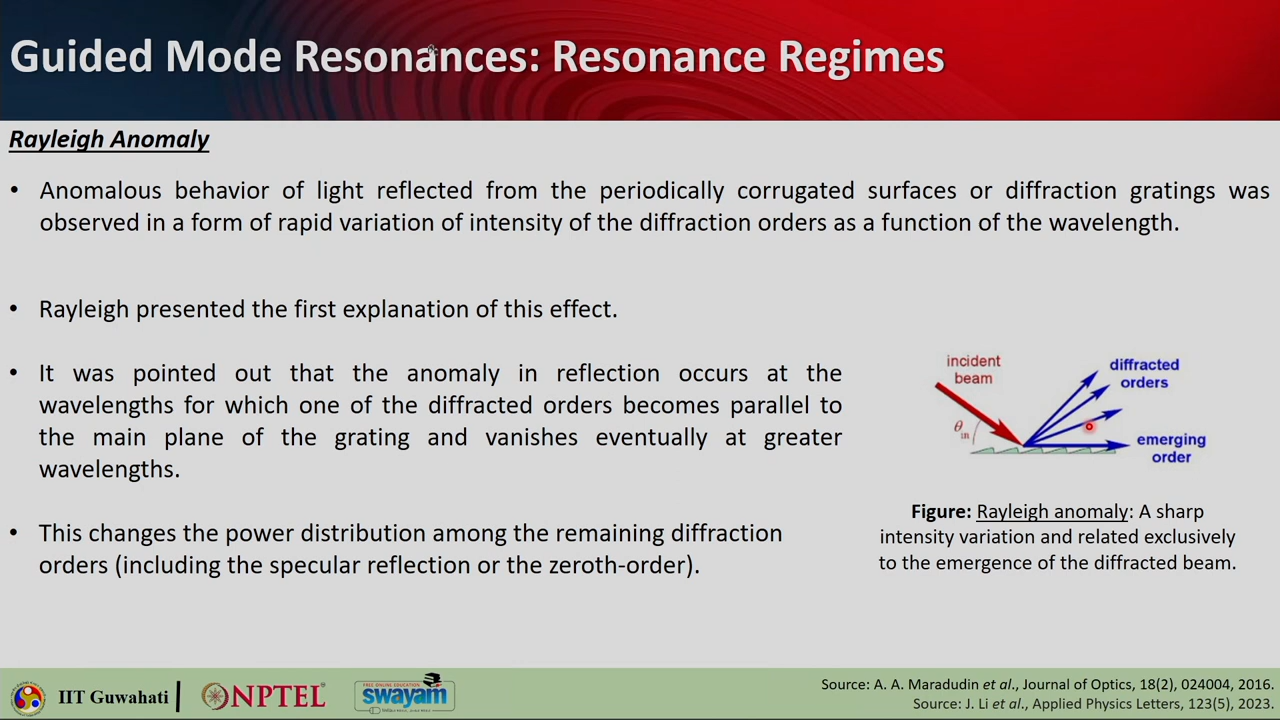 Guided Mode Resonances: Resonance Regimes
Rayleigh Anomaly
• Anomalous behavior of light reflected from the periodically corrugated surfaces or diffraction gratings was
observed in a form of rapid variation of intensity of the diffraction orders as a function of the wavelength.
• Rayleigh presented the first explanation of this effect.
• It was pointed out that the anomaly in reflection occurs at the
wavelengths for which one of the diffracted orders becomes parallel to
the main plane of the grating and vanishes eventually at greater
wavelengths.
• This changes the power distribution among the remaining diffraction
orders (including the specular reflection or the zeroth-order).
incident
beam
diffracted
orders
θin
emerging
order
Figure: Rayleigh anomaly: A sharp
intensity variation and related exclusively
to the emergence of the diffracted beam.
IIT Guwahati
NPTEL
FREE ONLINE EDUCATION
swayam
Source: A. A. Maradudin et al., Journal of Optics, 18(2), 024004, 2016.
Source: J. Li et al., Applied Physics Letters, 123(5), 2023.